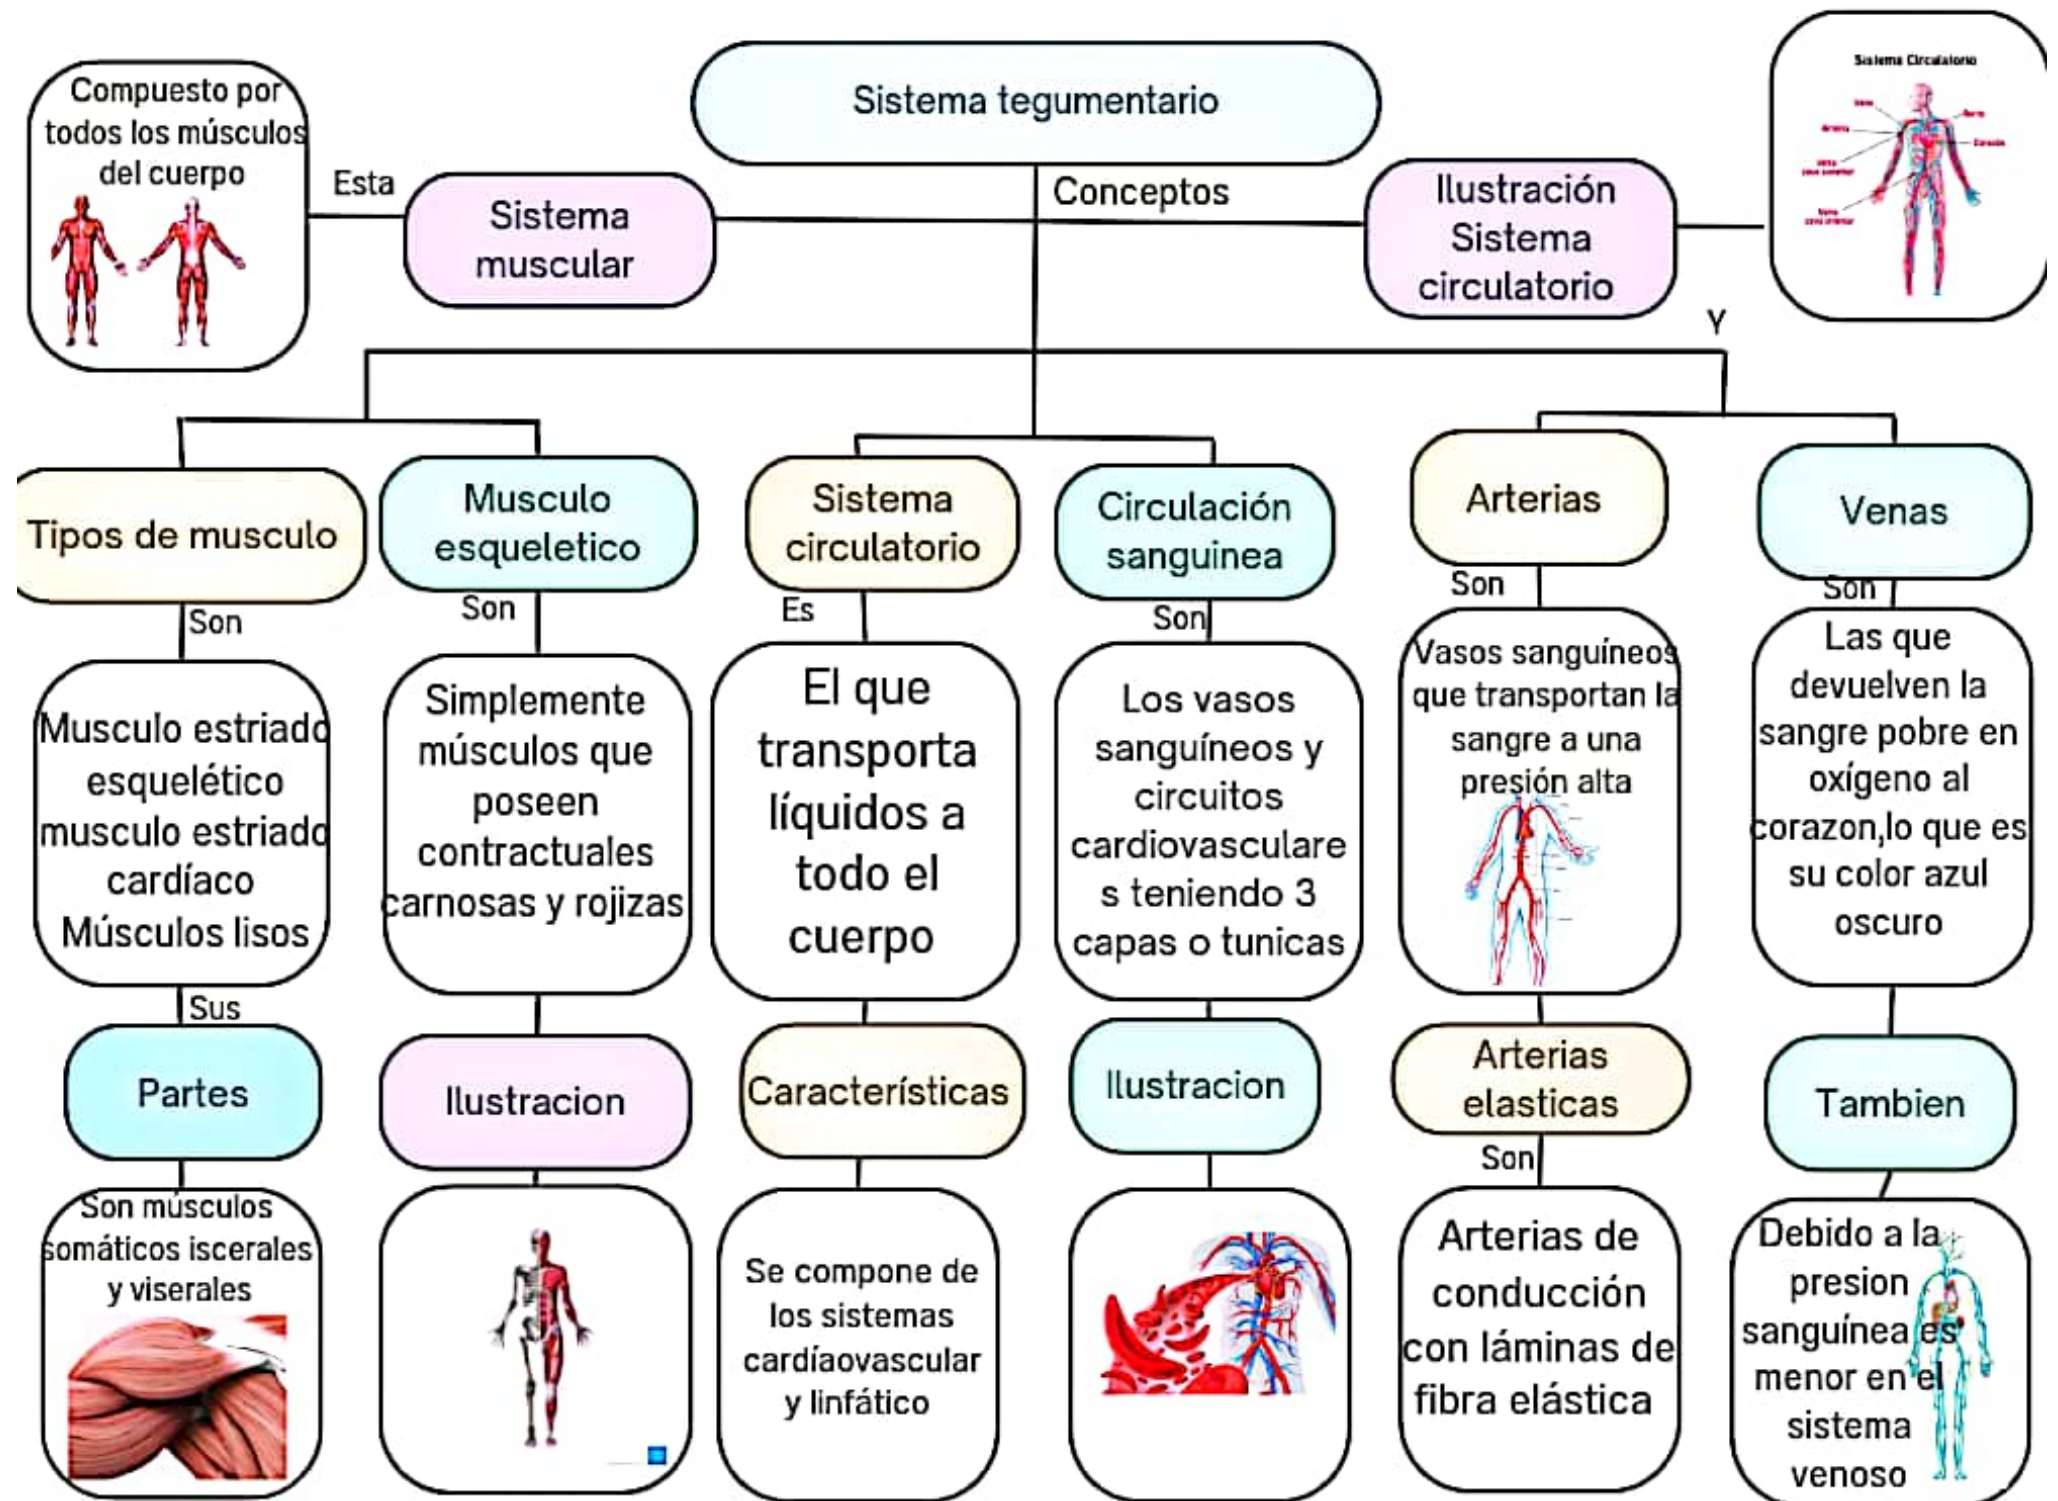 Sistema tegumentario
Conceptos
Compuesto por
todos los músculos
del cuerpo
Esta
Sistema
muscular
Ilustración
Sistema
circulatorio
Sistema Circulatorio
Y
Tipos de musculo
Son
Musculo estriado
esquelético
musculo estriado
cardíaco
Músculos lisos
Sus
Partes
Son músculos
somáticos iscerales
y viserales
Musculo
esqueletico
Son
Simplemente
músculos que
poseen
contractuales
carnosas y rojizas
Ilustracion
Sistema
circulatorio
Es
El que
transporta
líquidos a
todo el
cuerpo
Características
Se compone de
los sistemas
cardíaovascular
y linfático
Circulación
sanguinea
Son
Los vasos
sanguíneos y
circuitos
cardiovasculare
s teniendo 3
capas o tunicas
Ilustracion
Arterias
Son
Vasos sanguíneos
que transportan la
sangre a una
presión alta
Arterias
elasticas
Son
Arterias de
conducción
con láminas de
fibra elástica
Venas
Son
Las que
devuelven la
sangre pobre en
oxígeno al
corazon,lo que es
su color azul
oscuro
Tambien
Debido a la
presion
sanguínea es
menor en el
sistema
venoso